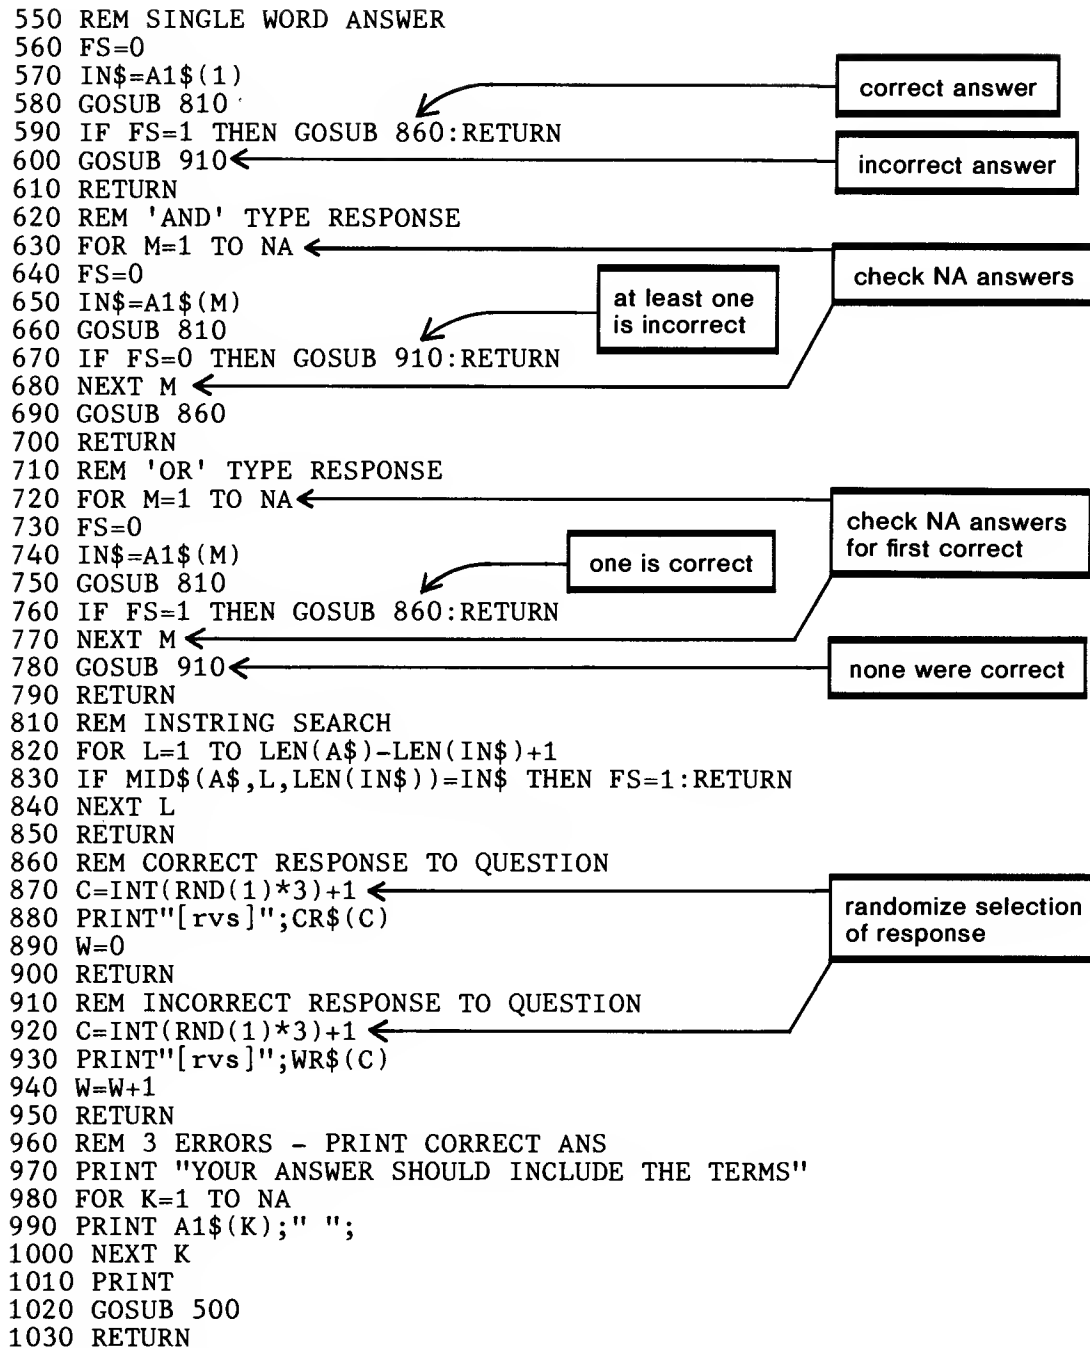 550 REM SINGLE WORD ANSWER
560 FS=0
570 IN$=A1$(1)
correct answer
580 GOSUB 810
590 IF FS=1 THEN GOSUB 860:RETURN
600 GOSUB 910
incorrect answer
610 RETURN
620 REM 'AND' TYPE RESPONSE
630 FOR M=1 TO NA
check NA answers
640 FS=0
650 IN$=A1$(M)
at least one
is incorrect
660 GOSUB 810
670 IF FS=0 THEN GOSUB 910:RETURN
680 NEXT M
690 GOSUB 860
700 RETURN
710 REM 'OR' TYPE RESPONSE
720 FOR M=1 TO NA
check NA answers
for first correct
730 FS=0
740 IN$=A1$(M)
one is correct
750 GOSUB 810
760 IF FS=1 THEN GOSUB 860:RETURN
770 NEXT M
780 GOSUB 910
none were correct
790 RETURN
810 REM INSTRING SEARCH
820 FOR L=1 TO LEN(A$)-LEN(IN$)+1
830 IF MID$(A$,L,LEN(IN$))=IN$ THEN FS=1:RETURN
840 NEXT L
850 RETURN
860 REM CORRECT RESPONSE TO QUESTION
870 C=INT(RND(1)*3)+1
randomize selection
of response
880 PRINT"[rvs]";CR$(C)
890 W=0
900 RETURN
910 REM INCORRECT RESPONSE TO QUESTION
920 C=INT(RND(1)*3)+1
930 PRINT"[rvs]";WR$(C)
940 W=W+1
950 RETURN
960 REM 3 ERRORS - PRINT CORRECT ANS
970 PRINT "YOUR ANSWER SHOULD INCLUDE THE TERMS"
980 FOR K=1 TO NA
990 PRINT A1$(K);" ";
1000 NEXT K
1010 PRINT
1020 GOSUB 500
1030 RETURN